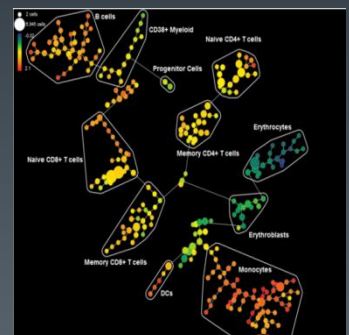 2 cells
B cells
CD38+ Myeloid
Naive CD4+ T cells
Progenitor Cells
Erythrocytes
Memory CD4+ T cells
Naive CD8+ T cells
Erythroblasts
Memory CD8+ T cells
Monocytes
DCs